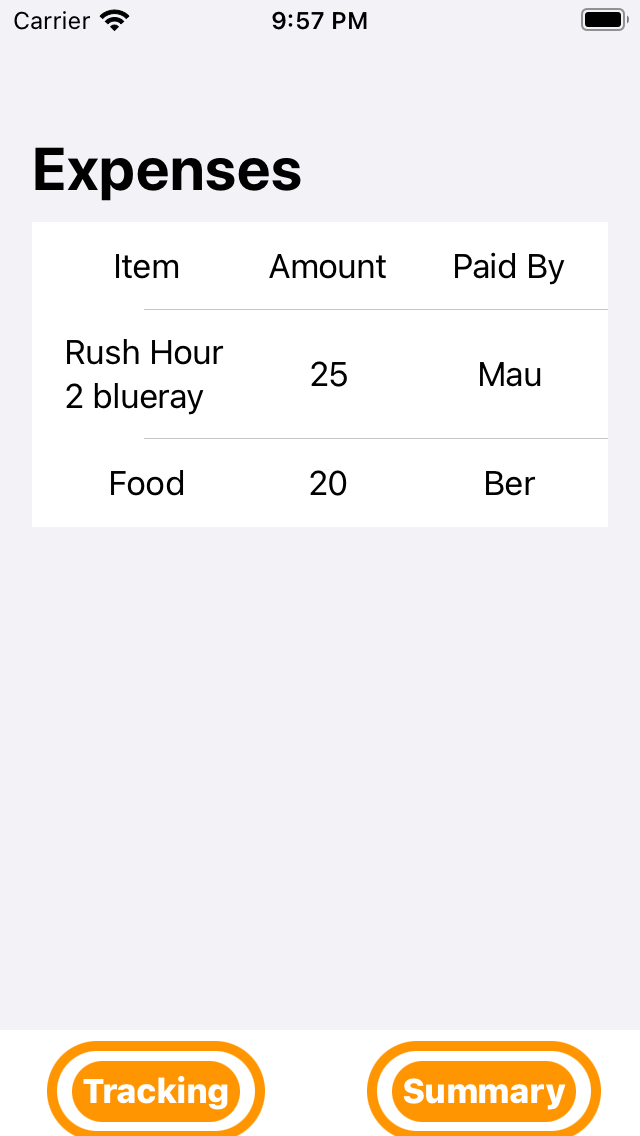 Carrier 9:57 PM
Expenses
Item Amount Paid By
Rush Hour
2 blueray 25 Mau
Food 20 Ber
Tracking Summary